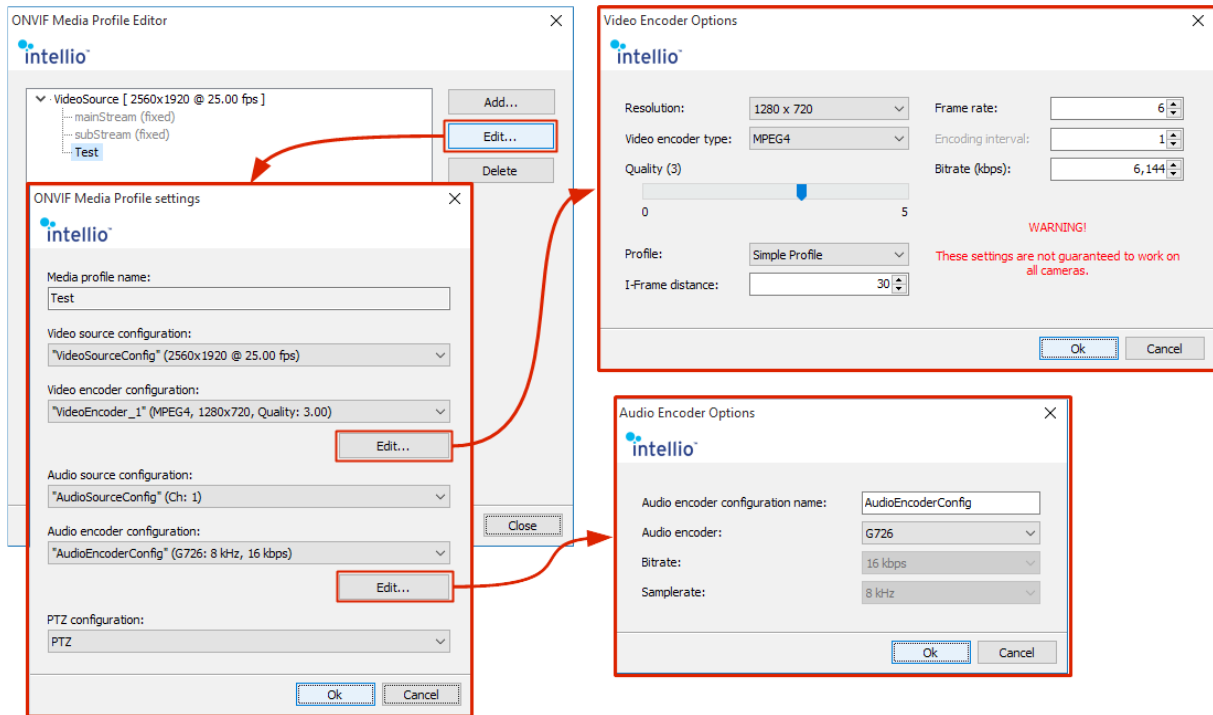 ONVIF Media Profile Editor
intellio™
VideoSource [ 2560x1920 @ 25.00 fps ]
mainStream (fixed)
subStream (fixed)
Test
Add...
Edit...
Delete
Close
ONVIF Media Profile settings
intellio™
Media profile name:
Test
Video source configuration:
"VideoSourceConfig" (2560x1920 @ 25.00 fps)
Video encoder configuration:
"VideoEncoder_1" (MPEG4, 1280x720, Quality: 3.00)
Edit...
Audio source configuration:
"AudioSourceConfig" (Ch: 1)
Audio encoder configuration:
"AudioEncoderConfig" (G726: 8 kHz, 16 kbps)
Edit...
PTZ configuration:
PTZ
Ok Cancel
Video Encoder Options
intellio™
Resolution: 1280 x 720 Frame rate: 6
Video encoder type: MPEG4 Encoding interval: 1
Quality (3) Bitrate (kbps): 6,144
0 5
WARNING!
Profile: Simple Profile
These settings are not guaranteed to work on
all cameras.
I-Frame distance: 30
Ok Cancel
Audio Encoder Options
intellio™
Audio encoder configuration name: AudioEncoderConfig
Audio encoder: G726
Bitrate: 16 kbps
Samplerate: 8 kHz
Ok Cancel